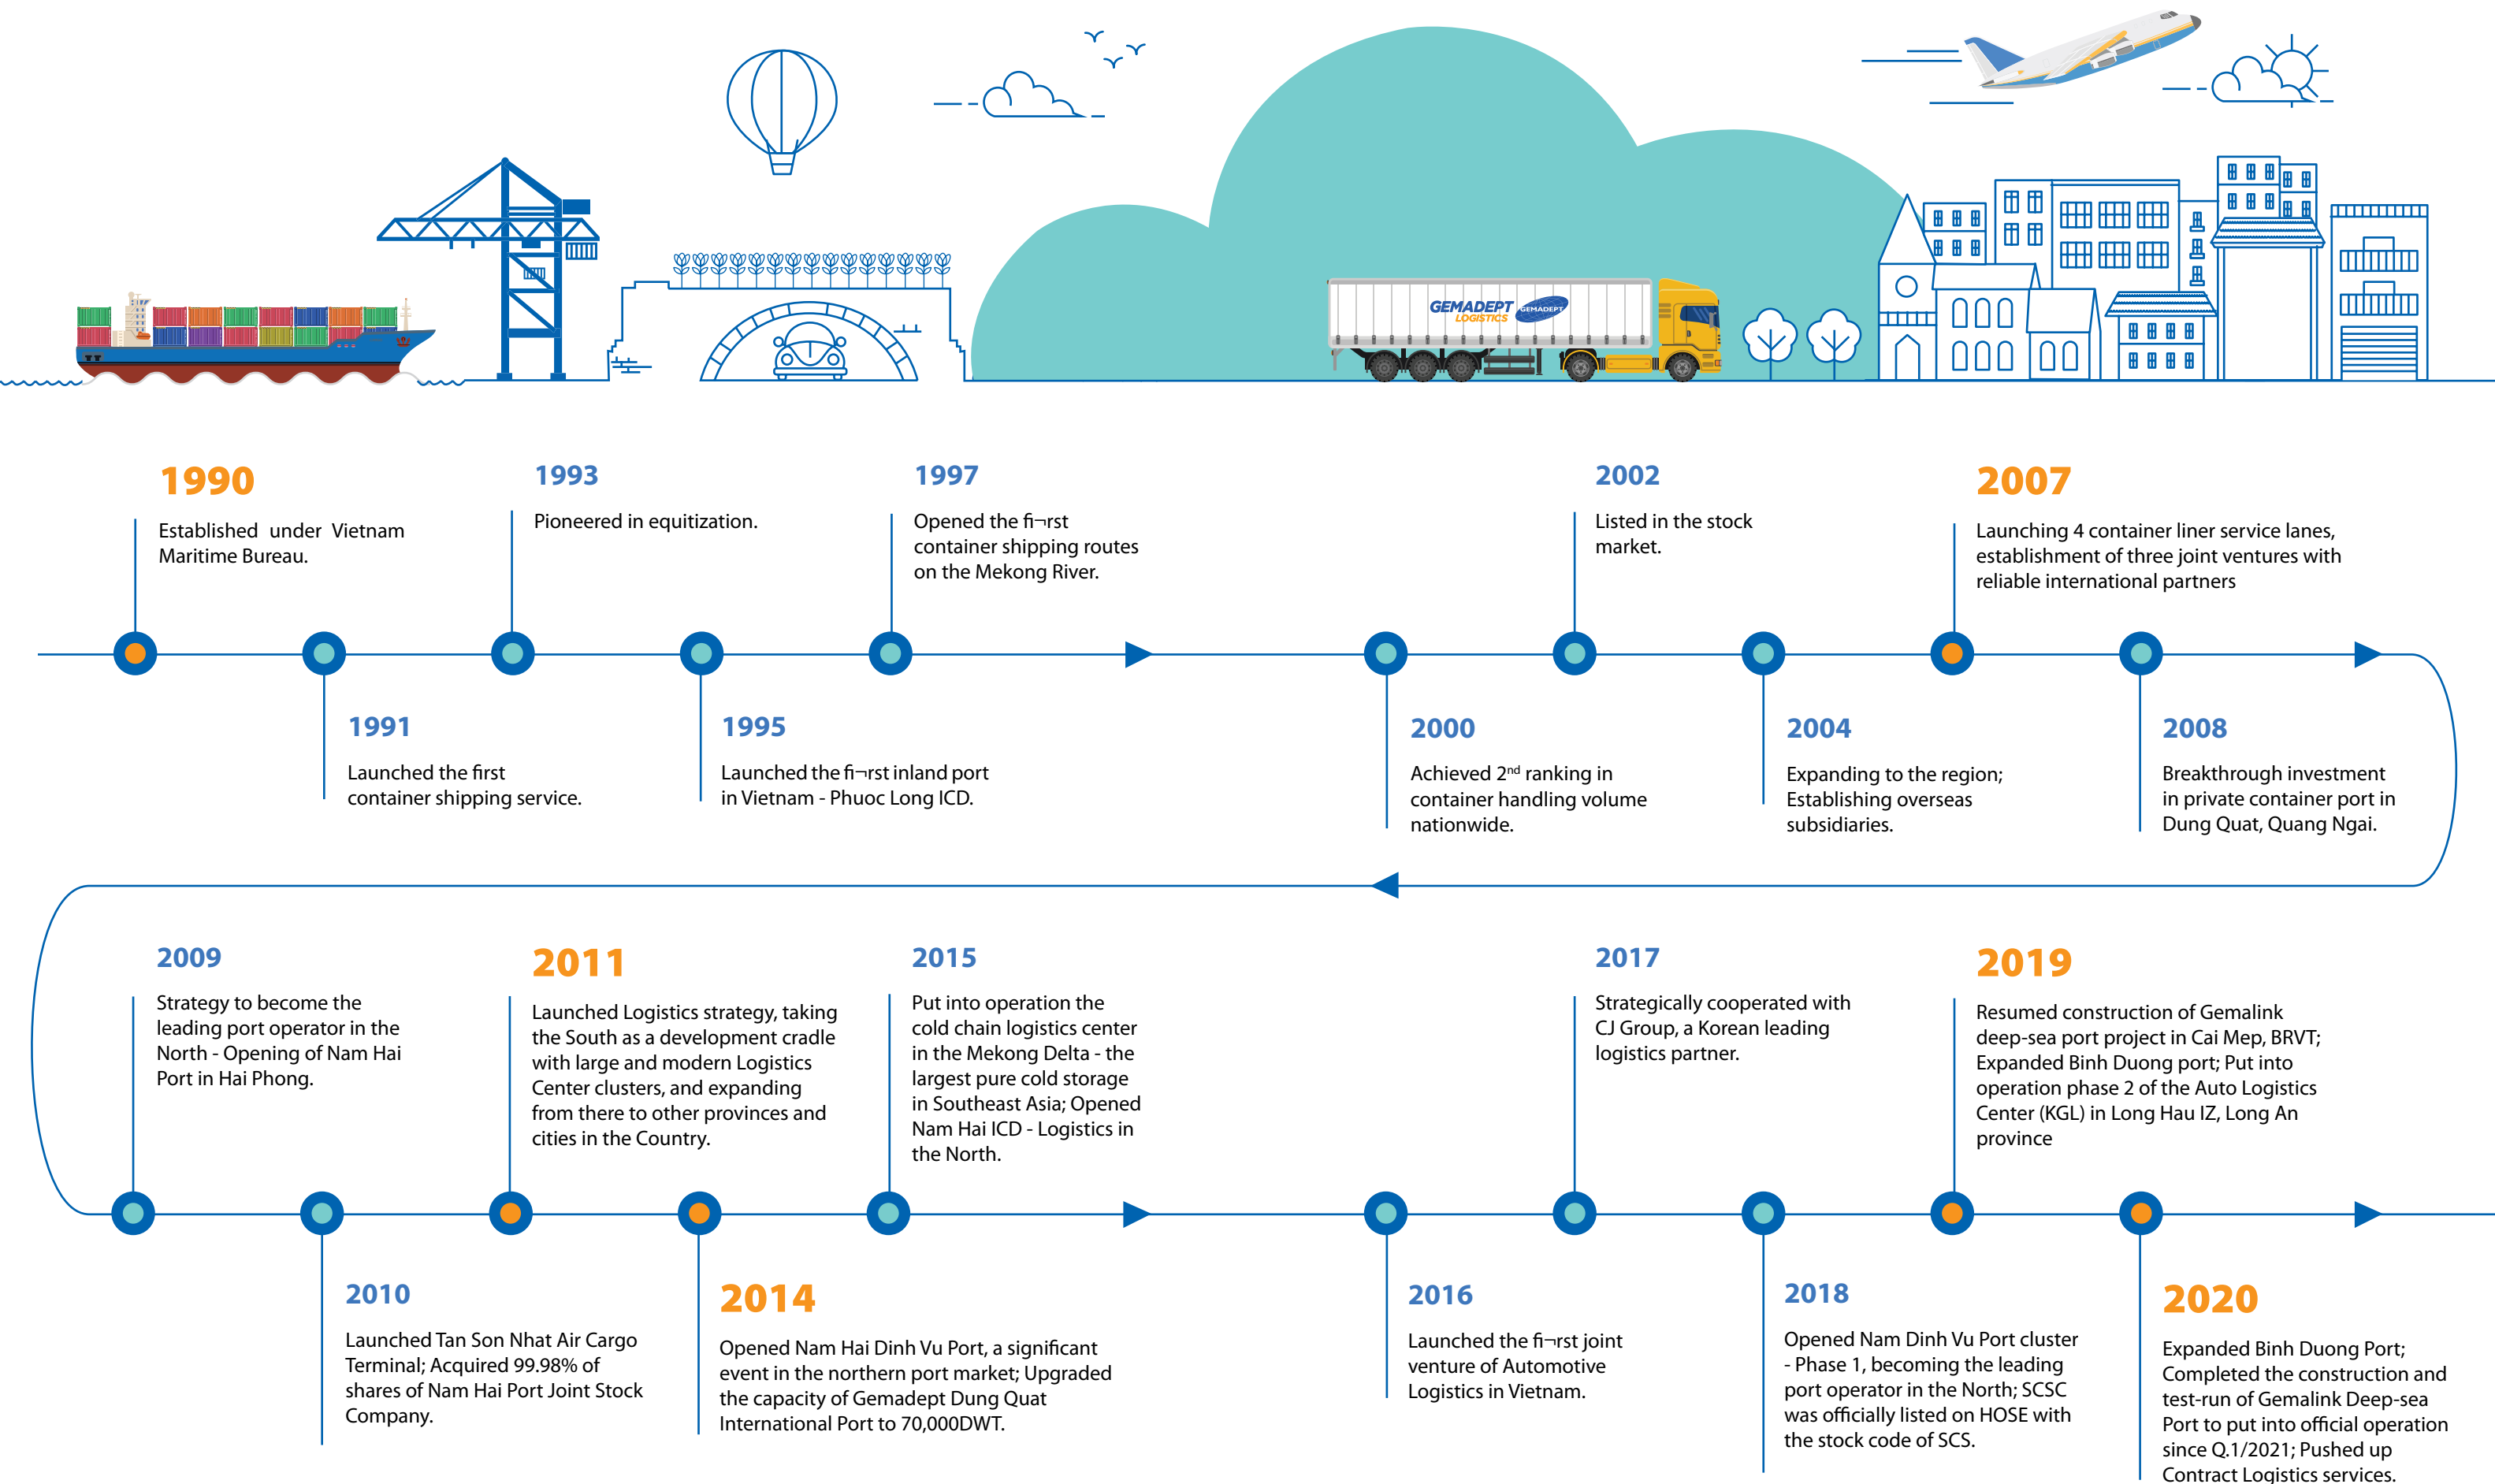 GEMADEPT
LOGISTICS
GEMADEPT
1990
Established under Vietnam
Maritime Bureau.
1991
Launched the first
container shipping service.
1993
Pioneered in equitization.
1995
Launched the fi¬rst inland port
in Vietnam - Phuoc Long ICD.
1997
Opened the fi¬rst
container shipping routes
on the Mekong River.
2000
Achieved 2nd ranking in
container handling volume
nationwide.
2002
Listed in the stock
market.
2004
Expanding to the region;
Establishing overseas
subsidiaries.
2007
Launching 4 container liner service lanes,
establishment of three joint ventures with
reliable international partners
2008
Breakthrough investment
in private container port in
Dung Quat, Quang Ngai.
2009
Strategy to become the
leading port operator in the
North - Opening of Nam Hai
Port in Hai Phong.
2010
Launched Tan Son Nhat Air Cargo
Terminal; Acquired 99.98% of
shares of Nam Hai Port Joint Stock
Company.
2011
Launched Logistics strategy, taking
the South as a development cradle
with large and modern Logistics
Center clusters, and expanding
from there to other provinces and
cities in the Country.
2014
Opened Nam Hai Dinh Vu Port, a significant
event in the northern port market; Upgraded
the capacity of Gemadept Dung Quat
International Port to 70,000DWT.
2015
Put into operation the
cold chain logistics center
in the Mekong Delta - the
largest pure cold storage
in Southeast Asia; Opened
Nam Hai ICD - Logistics in
the North.
2016
Launched the fi¬rst joint
venture of Automotive
Logistics in Vietnam.
2017
Strategically cooperated with
CJ Group, a Korean leading
logistics partner.
2018
Opened Nam Dinh Vu Port cluster
- Phase 1, becoming the leading
port operator in the North; SCSC
was officially listed on HOSE with
the stock code of SCS.
2019
Resumed construction of Gemalink
deep-sea port project in Cai Mep, BRVT;
Expanded Binh Duong port; Put into
operation phase 2 of the Auto Logistics
Center (KGL) in Long Hau IZ, Long An
province
2020
Expanded Binh Duong Port;
Completed the construction and
test-run of Gemalink Deep-sea
Port to put into official operation
since Q.1/2021; Pushed up
Contract Logistics services.